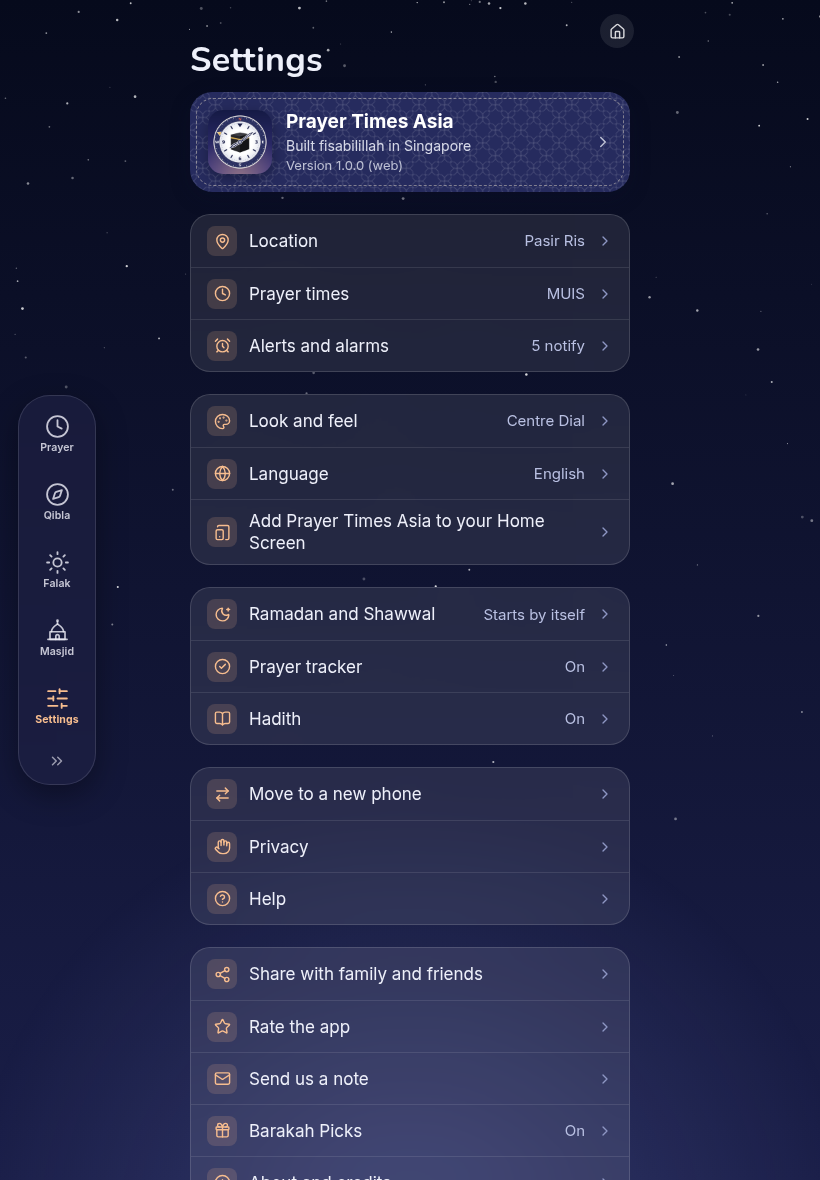 Settings
Prayer Times Asia
Built fisabilillah in Singapore
Version 1.0.0 (web)
Location
Pasir Ris
Prayer times
MUIS
Alerts and alarms
5 notify
Look and feel
Centre Dial
Language
English
Add Prayer Times Asia to your Home
Screen
Ramadan and Shawwal
Starts by itself
Prayer tracker
On
Hadith
On
Move to a new phone
Privacy
Help
Share with family and friends
Rate the app
Send us a note
Barakah Picks
On
About and credits
Prayer
Qibla
Falak
Masjid
Settings